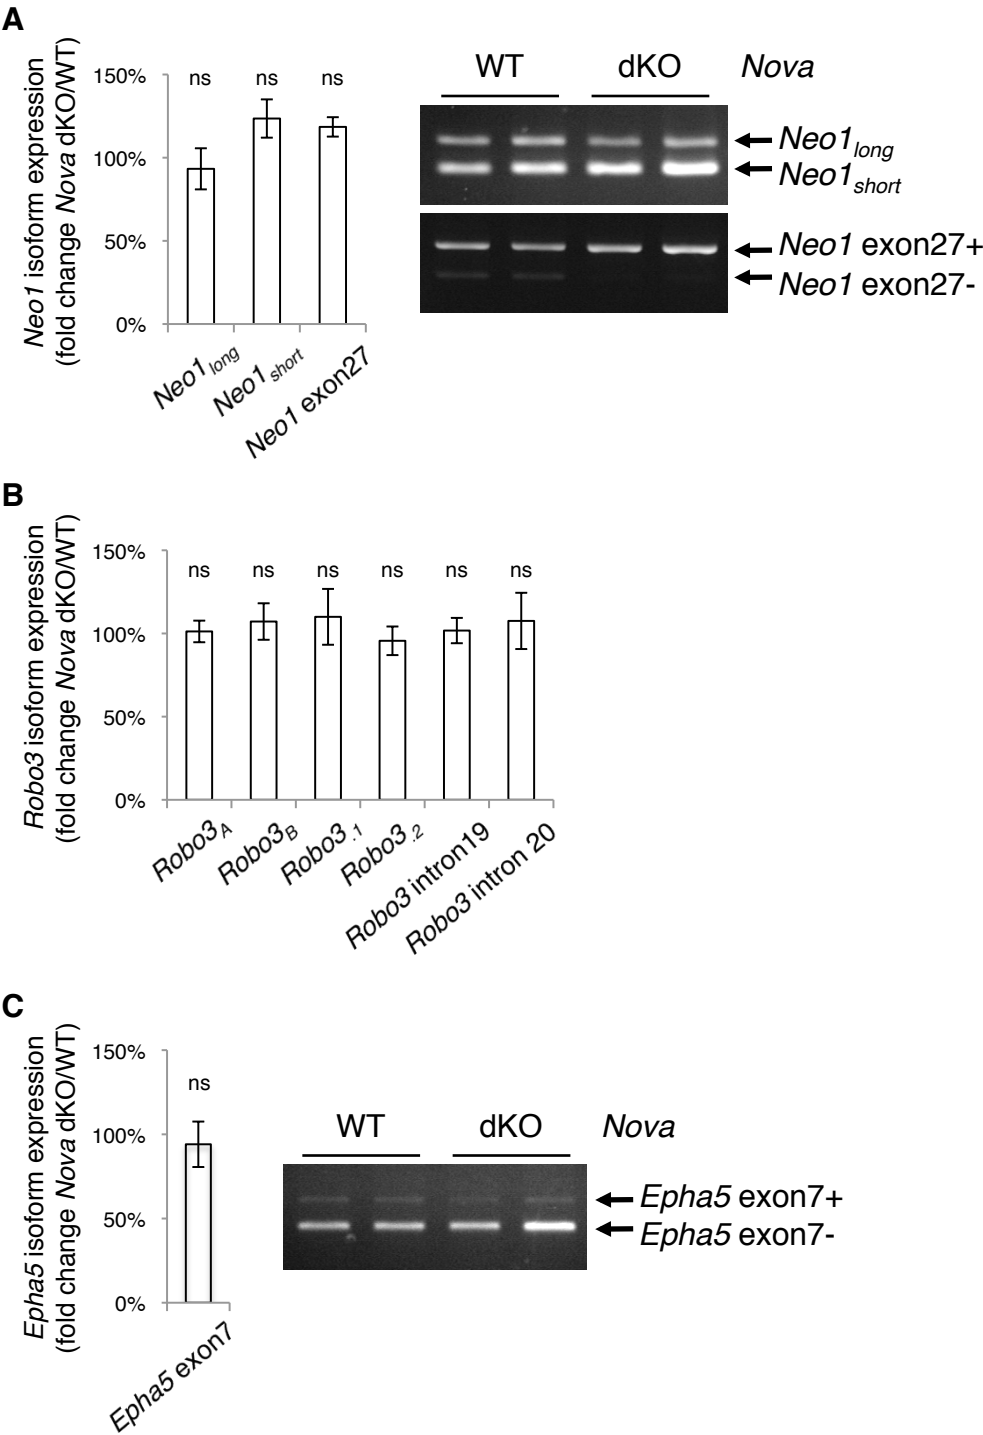 A
Neo1 isoform expression
(fold change Nova dKO/WT)
150%
100%
50%
0%
ns ns ns
Neo1long
Neo1short
Neo1 exon27
WT dKO Nova
Neo1long
Neo1short
Neo1 exon27+
Neo1 exon27-
B
Robo3 isoform expression
(fold change Nova dKO/WT)
150%
100%
50%
0%
ns ns ns ns ns ns
Robo3A
Robo3B
Robo3.1
Robo3.2
Robo3 intron19
Robo3 intron 20
C
Epha5 isoform expression
(fold change Nova dKO/WT)
150%
100%
50%
0%
ns
Epha5 exon7
WT dKO Nova
Epha5 exon7+
Epha5 exon7-